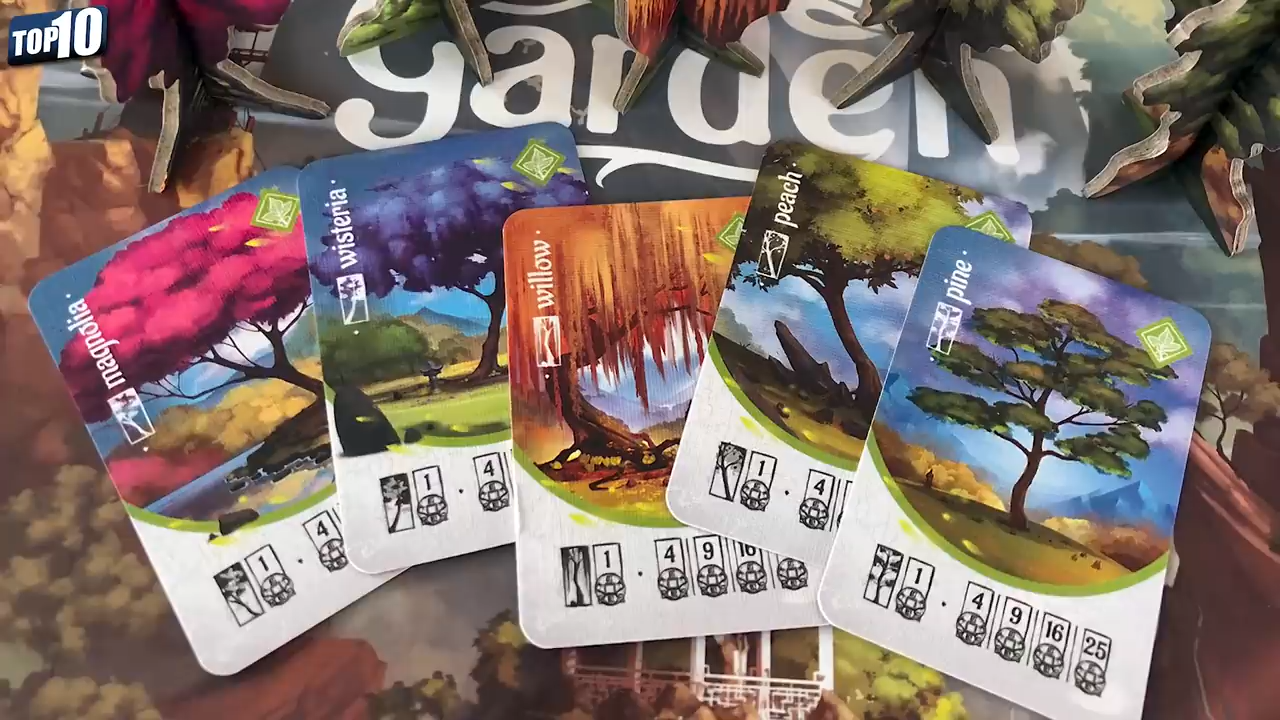 TOP10
garden
magnolia
1 4
wisteria
1 4
willow
1 4 9 16
peach
1 4
pine
1 4 9 16 25